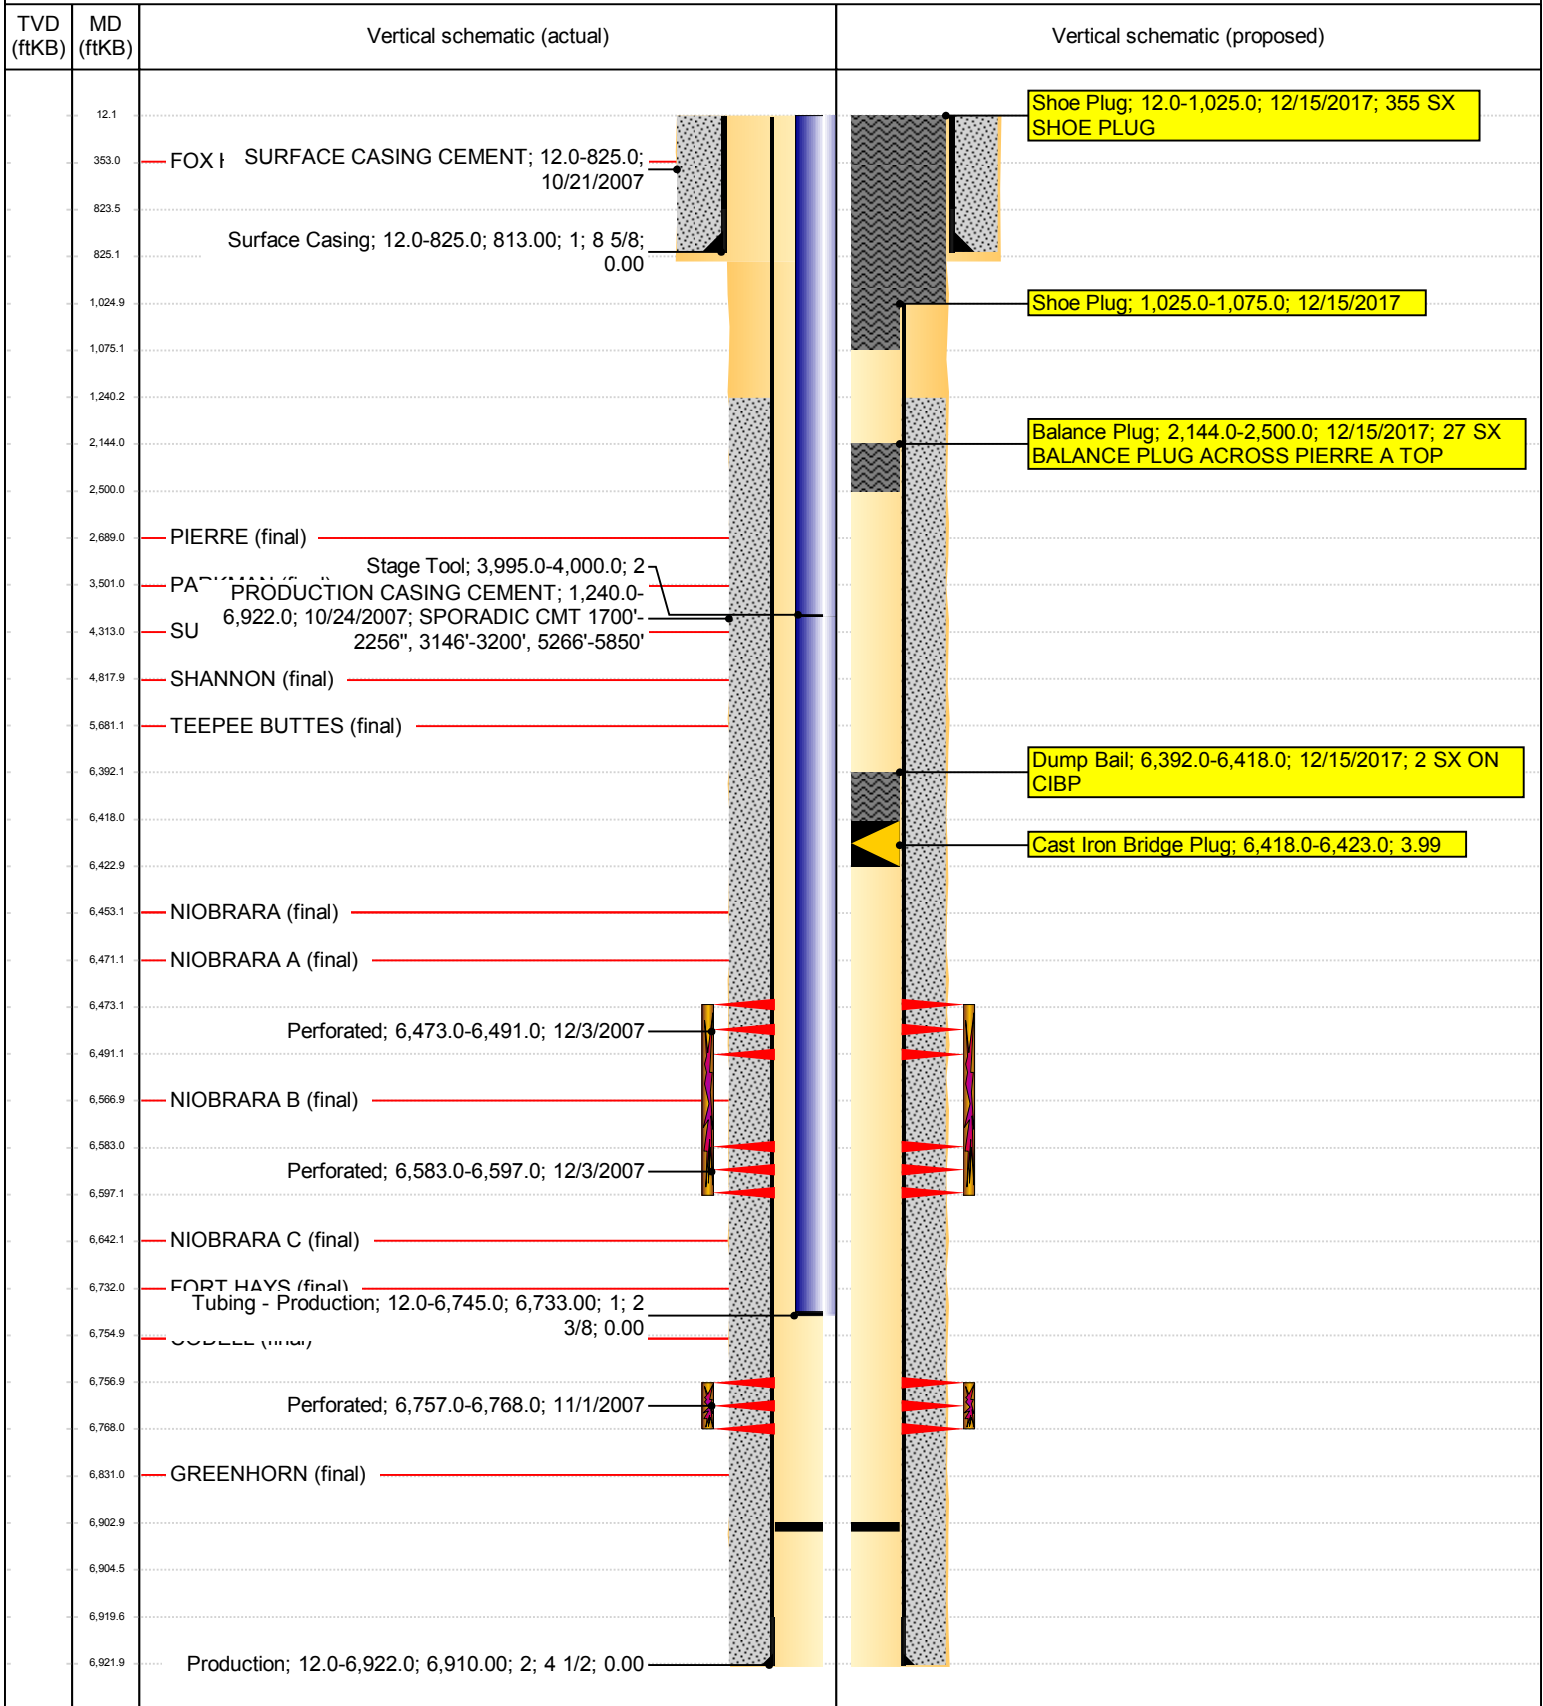 TVD (ftKB)
MD (ftKB)
Vertical schematic (actual)
Vertical schematic (proposed)
12.1
Shoe Plug; 12.0-1,025.0; 12/15/2017; 355 SX
SHOE PLUG
353.0
FOX
SURFACE CASING CEMENT; 12.0-825.0;
10/21/2007
823.5
Surface Casing; 12.0-825.0; 813.00; 1; 8 5/8;
0.00
825.1
1,024.9
Shoe Plug; 1,025.0-1,075.0; 12/15/2017
1,075.1
1,240.2
2,144.0
Balance Plug; 2,144.0-2,500.0; 12/15/2017; 27 SX
BALANCE PLUG ACROSS PIERRE A TOP
2,500.0
2,689.0
PIERRE (final)
Stage Tool; 3,995.0-4,000.0; 2
3,501.0
PRODUCTION CASING CEMENT; 1,240.0-
6,922.0; 10/24/2007; SPORADIC CMT 1700'-
2256'', 3146'-3200', 5266'-5850'
4,313.0
SU
4,817.9
SHANNON (final)
5,681.1
TEEPEE BUTTES (final)
6,392.1
Dump Bail; 6,392.0-6,418.0; 12/15/2017; 2 SX ON
CIBP
6,418.0
Cast Iron Bridge Plug; 6,418.0-6,423.0; 3.99
6,422.9
6,453.1
NIOBRARA (final)
6,471.1
NIOBRARA A (final)
6,473.1
Perforated; 6,473.0-6,491.0; 12/3/2007
6,491.1
6,566.9
NIOBRARA B (final)
6,583.0
Perforated; 6,583.0-6,597.0; 12/3/2007
6,597.1
6,642.1
NIOBRARA C (final)
6,732.0
FORT HAYS (final)
Tubing - Production; 12.0-6,745.0; 6,733.00; 1; 2
3/8; 0.00
6,754.9
6,756.9
Perforated; 6,757.0-6,768.0; 11/1/2007
6,768.0
6,831.0
GREENHORN (final)
6,902.9
6,904.5
6,919.6
6,921.9
Production; 12.0-6,922.0; 6,910.00; 2; 4 1/2; 0.00